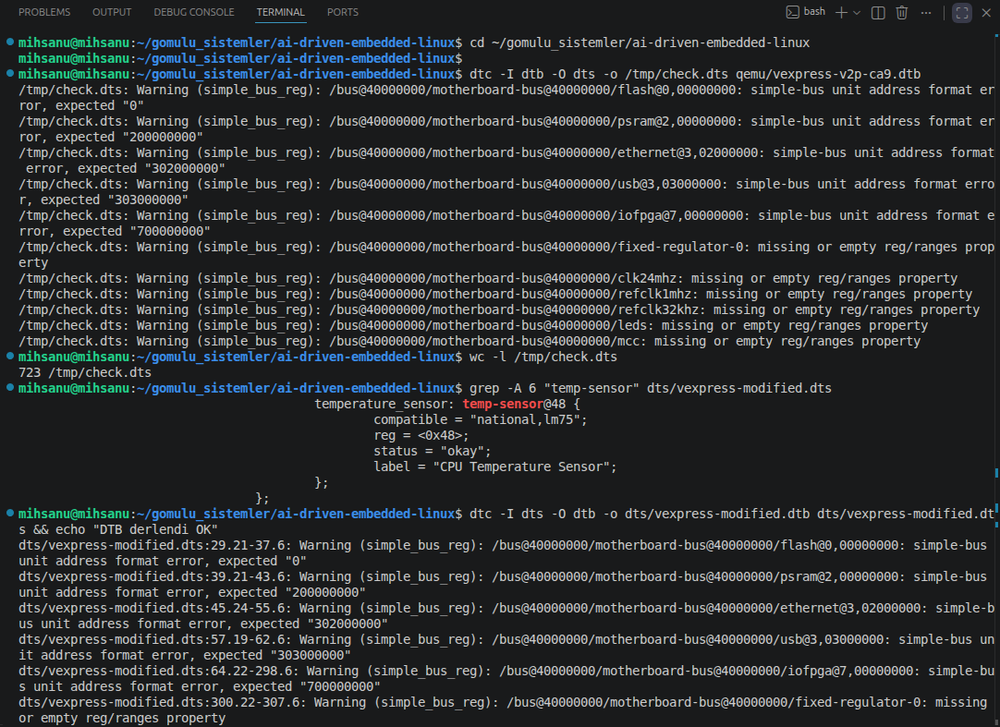 PROBLEMS OUTPUT DEBUG CONSOLE TERMINAL PORTS bash
mihsanu@mihsanu:~/gomulu_sistemler/ai-driven-embedded-linux$ cd ~/gomulu_sistemler/ai-driven-embedded-linux
mihsanu@mihsanu:~/gomulu_sistemler/ai-driven-embedded-linux$
mihsanu@mihsanu:~/gomulu_sistemler/ai-driven-embedded-linux$ dtc -I dtb -O dts -o /tmp/check.dts qemu/vexpress-v2p-ca9.dtb
/tmp/check.dts: Warning (simple_bus_reg): /bus@40000000/motherboard-bus@40000000/flash@0,00000000: simple-bus unit address format er
ror, expected "0"
/tmp/check.dts: Warning (simple_bus_reg): /bus@40000000/motherboard-bus@40000000/psram@2,00000000: simple-bus unit address format er
ror, expected "200000000"
/tmp/check.dts: Warning (simple_bus_reg): /bus@40000000/motherboard-bus@40000000/ethernet@3,02000000: simple-bus unit address format
 error, expected "302000000"
/tmp/check.dts: Warning (simple_bus_reg): /bus@40000000/motherboard-bus@40000000/usb@3,03000000: simple-bus unit address format erro
r, expected "303000000"
/tmp/check.dts: Warning (simple_bus_reg): /bus@40000000/motherboard-bus@40000000/iofpga@7,00000000: simple-bus unit address format e
rror, expected "700000000"
/tmp/check.dts: Warning (simple_bus_reg): /bus@40000000/motherboard-bus@40000000/fixed-regulator-0: missing or empty reg/ranges prop
erty
/tmp/check.dts: Warning (simple_bus_reg): /bus@40000000/motherboard-bus@40000000/clk24mhz: missing or empty reg/ranges property
/tmp/check.dts: Warning (simple_bus_reg): /bus@40000000/motherboard-bus@40000000/refclk1mhz: missing or empty reg/ranges property
/tmp/check.dts: Warning (simple_bus_reg): /bus@40000000/motherboard-bus@40000000/refclk32khz: missing or empty reg/ranges property
/tmp/check.dts: Warning (simple_bus_reg): /bus@40000000/motherboard-bus@40000000/leds: missing or empty reg/ranges property
/tmp/check.dts: Warning (simple_bus_reg): /bus@40000000/motherboard-bus@40000000/mcc: missing or empty reg/ranges property
mihsanu@mihsanu:~/gomulu_sistemler/ai-driven-embedded-linux$ wc -l /tmp/check.dts
723 /tmp/check.dts
mihsanu@mihsanu:~/gomulu_sistemler/ai-driven-embedded-linux$ grep -A 6 "temp-sensor" dts/vexpress-modified.dts
temperature_sensor: temp-sensor@48 {
compatible = "national,lm75";
reg = <0x48>;
status = "okay";
label = "CPU Temperature Sensor";
};
};
mihsanu@mihsanu:~/gomulu_sistemler/ai-driven-embedded-linux$ dtc -I dts -O dtb -o dts/vexpress-modified.dtb dts/vexpress-modified.dt
s && echo "DTB derlendi OK"
dts/vexpress-modified.dts:29.21-37.6: Warning (simple_bus_reg): /bus@40000000/motherboard-bus@40000000/flash@0,00000000: simple-bus
unit address format error, expected "0"
dts/vexpress-modified.dts:39.21-43.6: Warning (simple_bus_reg): /bus@40000000/motherboard-bus@40000000/psram@2,00000000: simple-bus
unit address format error, expected "200000000"
dts/vexpress-modified.dts:45.24-55.6: Warning (simple_bus_reg): /bus@40000000/motherboard-bus@40000000/ethernet@3,02000000: simple-b
us unit address format error, expected "302000000"
dts/vexpress-modified.dts:57.19-62.6: Warning (simple_bus_reg): /bus@40000000/motherboard-bus@40000000/usb@3,03000000: simple-bus un
it address format error, expected "303000000"
dts/vexpress-modified.dts:64.22-298.6: Warning (simple_bus_reg): /bus@40000000/motherboard-bus@40000000/iofpga@7,00000000: simple-bu
s unit address format error, expected "700000000"
dts/vexpress-modified.dts:300.22-307.6: Warning (simple_bus_reg): /bus@40000000/motherboard-bus@40000000/fixed-regulator-0: missing
or empty reg/ranges property